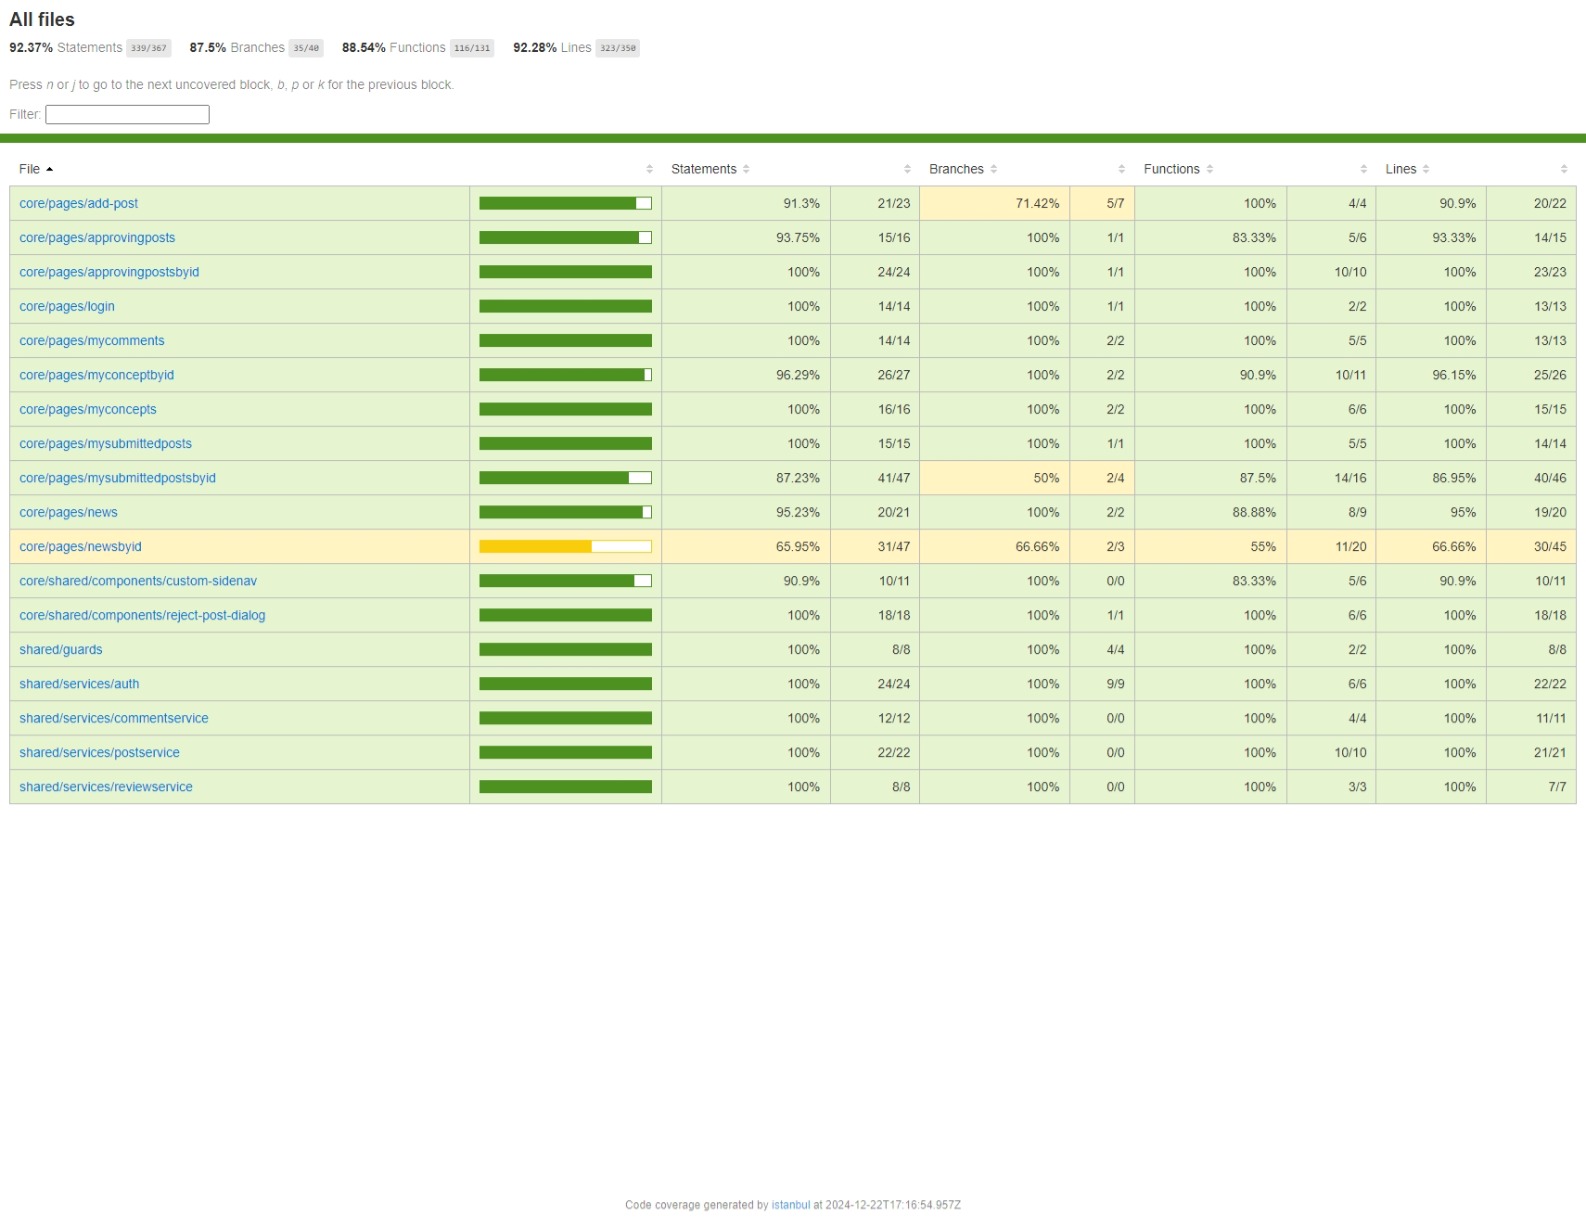 All files
92.37% Statements 339/367 87.5% Branches 35/40 88.54% Functions 116/131 92.28% Lines 323/350
Press n or j to go to the next uncovered block, b, p or k for the previous block.
Filter:
File Statements Branches Functions Lines
core/pages/add-post 91.3% 21/23 71.42% 5/7 100% 4/4 90.9% 20/22
core/pages/approvingposts 93.75% 15/16 100% 1/1 83.33% 5/6 93.33% 14/15
core/pages/approvingpostsbyid 100% 24/24 100% 1/1 100% 10/10 100% 23/23
core/pages/login 100% 14/14 100% 1/1 100% 2/2 100% 13/13
core/pages/mycomments 100% 14/14 100% 2/2 100% 5/5 100% 13/13
core/pages/myconceptbyid 96.29% 26/27 100% 2/2 90.9% 10/11 96.15% 25/26
core/pages/myconcepts 100% 16/16 100% 2/2 100% 6/6 100% 15/15
core/pages/mysubmittedposts 100% 15/15 100% 1/1 100% 5/5 100% 14/14
core/pages/mysubmittedpostsbyid 87.23% 41/47 50% 2/4 87.5% 14/16 86.95% 40/46
core/pages/news 95.23% 20/21 100% 2/2 88.88% 8/9 95% 19/20
core/pages/newsbyid 65.95% 31/47 66.66% 2/3 55% 11/20 66.66% 30/45
core/shared/components/custom-sidenav 90.9% 10/11 100% 0/0 83.33% 5/6 90.9% 10/11
core/shared/components/reject-post-dialog 100% 18/18 100% 1/1 100% 6/6 100% 18/18
shared/guards 100% 8/8 100% 4/4 100% 2/2 100% 8/8
shared/services/auth 100% 24/24 100% 9/9 100% 6/6 100% 22/22
shared/services/commentservice 100% 12/12 100% 0/0 100% 4/4 100% 11/11
shared/services/postservice 100% 22/22 100% 0/0 100% 10/10 100% 21/21
shared/services/reviewservice 100% 8/8 100% 0/0 100% 3/3 100% 7/7
Code coverage generated by istanbul at 2024-12-22T17:16:54.957Z